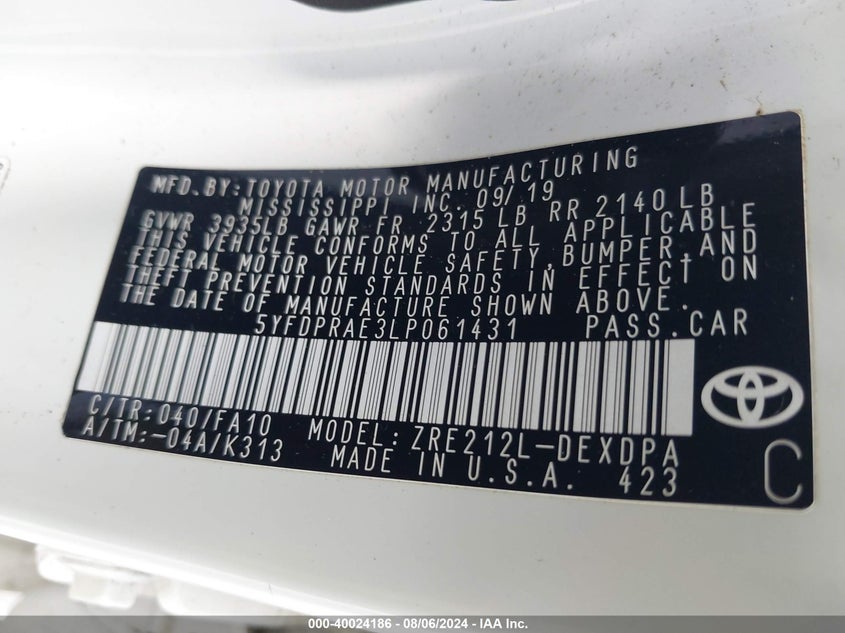 MFD.BY:TOYOTA MOTOR MANUFACTURING
MISSISSIPPI INC. 09/19
GVWR 3935LB GAWR FR 2315 LB RR 2140 LB
THIS VEHICLE CONFORMS TO ALL APPLICABLE
FEDERAL MOTOR VEHICLE SAFETY,BUMPER,AND
THEFT PREVENTION STANDARDS IN EFFECT ON
THE DATE OF MANUFACTURE SHOWN ABOVE.
5YFDPRAE3LP061431 PASS.CAR
C/TR:040/FA10 MODEL: ZRE212L-DEXDPA
A/TM:-04A/K313 MADE IN U.S.A. 423
C
000-40024186 - 08/06/2024 - IAA Inc.